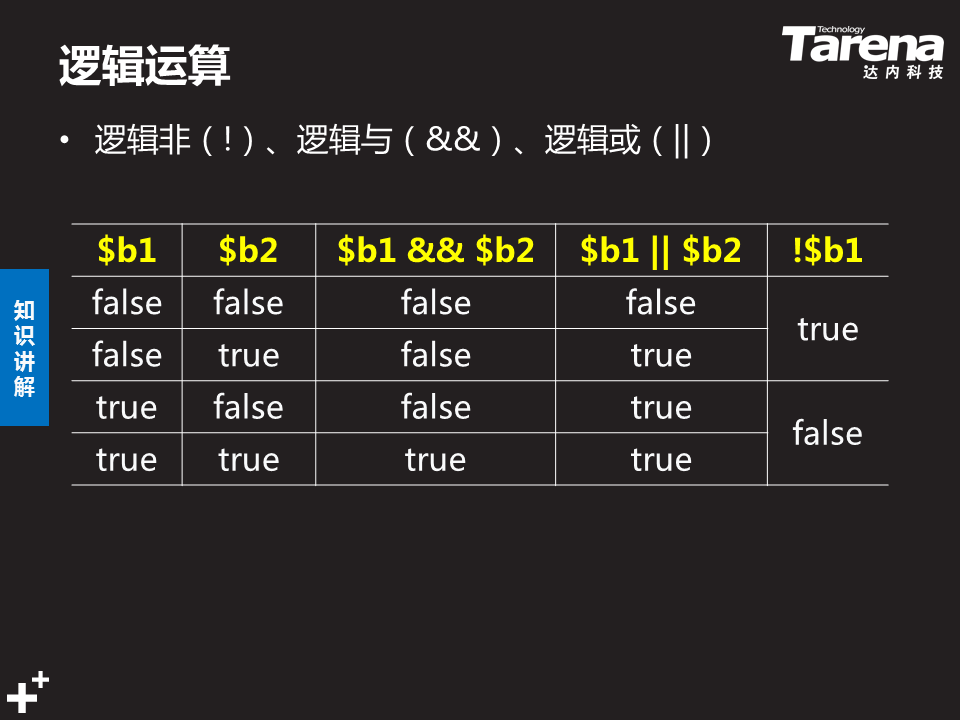 逻辑运算
Technology
Tarena
达内科技
• 逻辑非（!）、逻辑与（&&）、逻辑或（||）
$b1 $b2 $b1 && $b2 $b1 || $b2 !$b1
false false false false true
false true false true
true false false true false
true true true true
知
识
讲
解